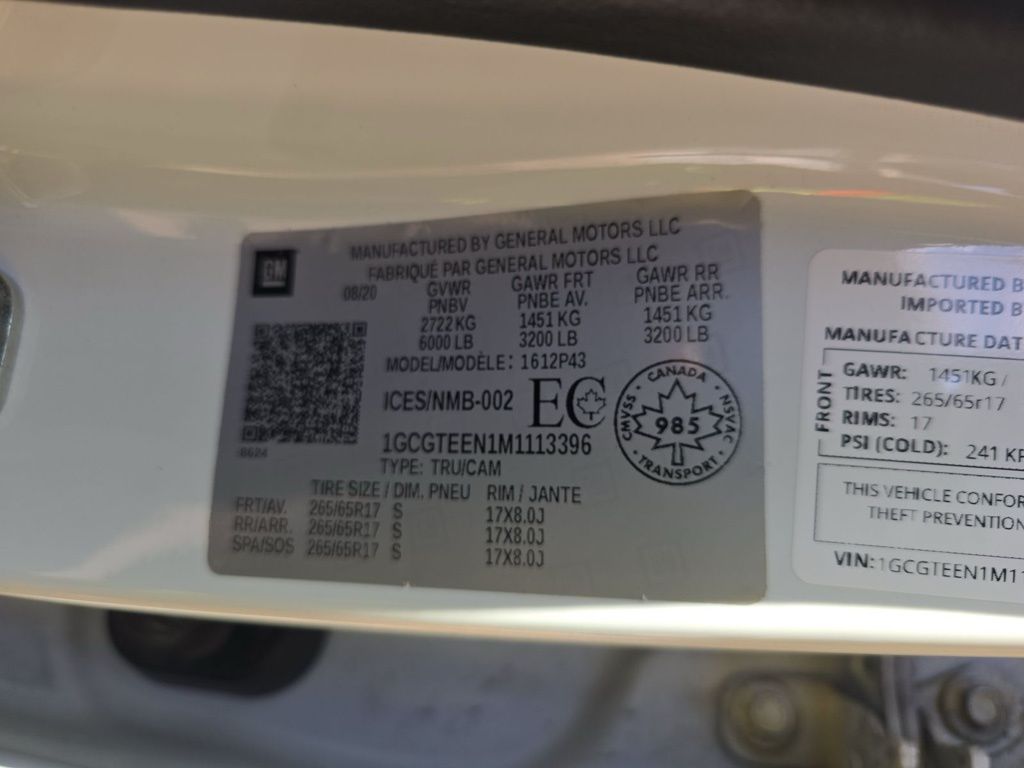 GM
MANUFACTURED BY GENERAL MOTORS LLC
FABRIQUÉ PAR GENERAL MOTORS LLC
08/20 GVWR GAWR FRT GAWR RR
PNBV PNBE AV. PNBE ARR.
2722 KG 1451 KG 1451 KG
6000 LB 3200 LB 3200 LB
MODEL/MODÈLE: 1612P43
ICES/NMB-002 EC
CANADA
CMVSS 985 NSVAC
TRANSPORT
8624
1GCGTEEN1M1113396
TYPE: TRU/CAM
TIRE SIZE / DIM. PNEU RIM / JANTE
FRT/AV. 265/65R17 S 17X8.0J
RR/ARR. 265/65R17 S 17X8.0J
SPA/SOS 265/65R17 S 17X8.0J
MANUFACTURED B
IMPORTED B
MANUFACTURE DAT
FRONT
GAWR: 1451KG /
TIRES: 265/65r17
RIMS: 17
PSI (COLD): 241 KP
THIS VEHICLE CONFOR
THEFT PREVENTION
VIN:1GCGTEEN1M11